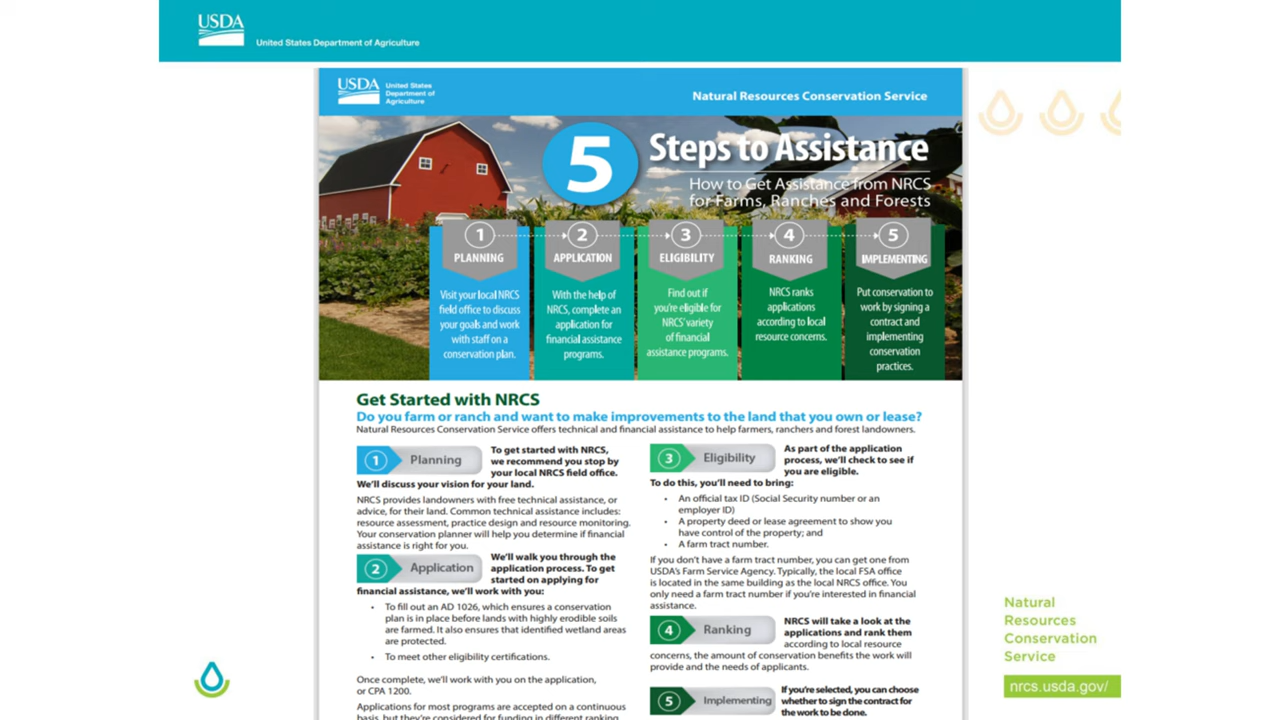 USDA
United States Department of Agriculture
USDA
United States
Department of
Agriculture
Natural Resources Conservation Service
5
Steps to Assistance
How to Get Assistance from NRCS
for Farms, Ranches and Forests
1
PLANNING
Visit your local NRCS
field office to discuss
your goals and work
with staff on a
conservation plan.
2
APPLICATION
With the help of
NRCS, complete an
application for
financial assistance
programs.
3
ELIGIBILITY
Find out if
you're eligible for
NRCS' variety
of financial
assistance programs.
4
RANKING
NRCS ranks
applications
according to local
resource concerns.
5
IMPLEMENTING
Put conservation to
work by signing a
contract and
implementing
conservation
practices.
Get Started with NRCS
Do you farm or ranch and want to make improvements to the land that you own or lease?
Natural Resources Conservation Service offers technical and financial assistance to help farmers, ranchers and forest landowners.
1 Planning
To get started with NRCS,
we recommend you stop by
your local NRCS field office.
We'll discuss your vision for your land.
NRCS provides landowners with free technical assistance, or
advice, for their land. Common technical assistance includes:
resource assessment, practice design and resource monitoring.
Your conservation planner will help you determine if financial
assistance is right for you.
2 Application
We'll walk you through the
application process. To get
started on applying for
financial assistance, we'll work with you:
• To fill out an AD 1026, which ensures a conservation
plan is in place before lands with highly erodible soils
are farmed. It also ensures that identified wetland areas
are protected.
• To meet other eligibility certifications.
Once complete, we'll work with you on the application,
or CPA 1200.
Applications for most programs are accepted on a continuous
basis, but they're considered for funding in different ranking
3 Eligibility
As part of the application
process, we'll check to see if
you are eligible.
To do this, you'll need to bring:
• An official tax ID (Social Security number or an
employer ID)
• A property deed or lease agreement to show you
have control of the property; and
• A farm tract number.
If you don't have a farm tract number, you can get one from
USDA's Farm Service Agency. Typically, the local FSA office
is located in the same building as the local NRCS office. You
only need a farm tract number if you're interested in financial
assistance.
4 Ranking
NRCS will take a look at the
applications and rank them
according to local resource
concerns, the amount of conservation benefits the work will
provide and the needs of applicants.
5 Implementing
If you're selected, you can choose
whether to sign the contract for
the work to be done.
Natural
Resources
Conservation
Service
nrcs.usda.gov/